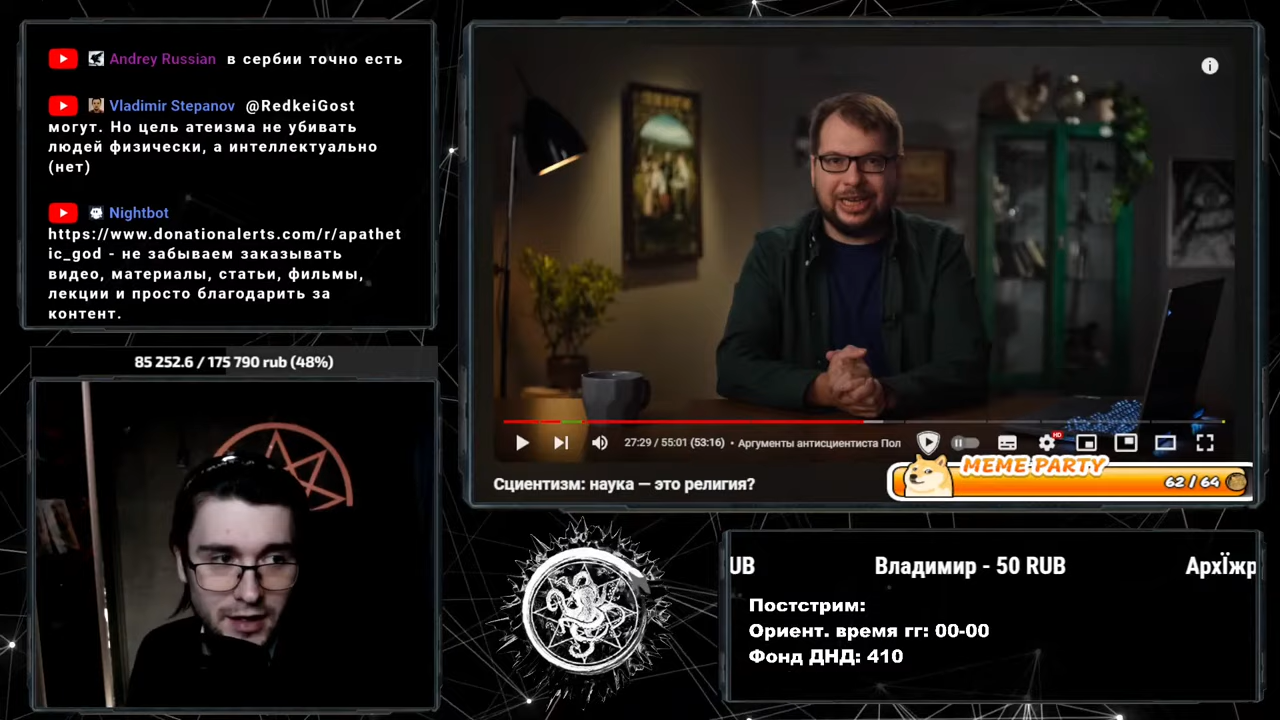 Andrey Russian в сербии точно есть
Vladimir Stepanov @RedkeiGost
могут. Но цель атеизма не убивать
людей физически, а интеллектуально
(нет)
Nightbot
https://www.donationalerts.com/r/apathet
ic_god - не забываем заказывать
видео, материалы, статьи, фильмы,
лекции и просто благодарить за
контент.
85 252.6 / 175 790 rub (48%)
27:29 / 55:01 (53:16) • Аргументы антисциентиста Пол
HD
MEME PARTY
62 / 64
Сциентизм: наука — это религия?
UB Владимир - 50 RUB АрхЇжр
Постстрим:
Ориент. время гг: 00-00
Фонд ДНД: 410